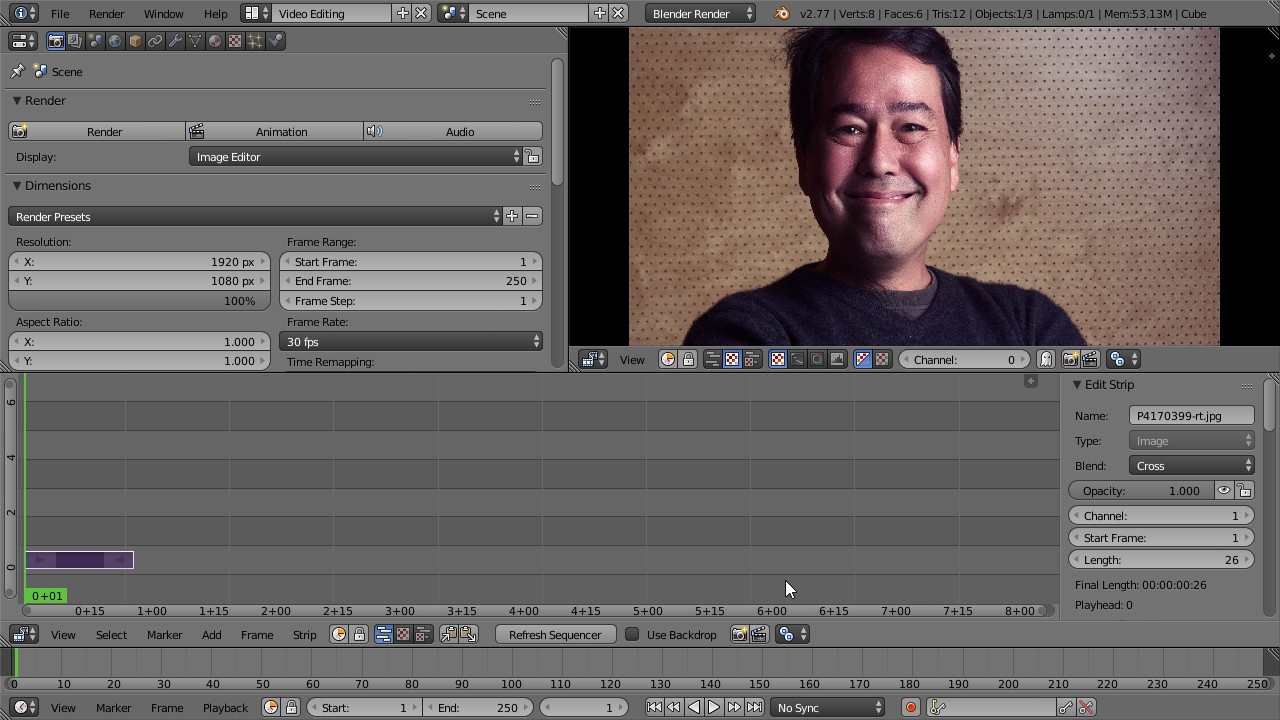 File Render Window Help Video Editing Scene Blender Render v2.77 | Verts:8 | Faces:6 | Tris:12 | Objects:1/3 | Lamps:0/1 | Mem:53.13M | Cube
Scene
Render
Render Animation Audio
Display: Image Editor
Dimensions
Render Presets
Resolution: Frame Range:
X: 1920 px Start Frame: 1
Y: 1080 px End Frame: 250
100% Frame Step: 1
Aspect Ratio: Frame Rate:
X: 1.000 30 fps
Y: 1.000 Time Remapping:
View Channel: 0
6
4
2
0
0+01
0+15 1+00 1+15 2+00 2+15 3+00 3+15 4+00 4+15 5+00 5+15 6+00 6+15 7+00 7+15 8+00
Edit Strip
Name: P4170399-rt.jpg
Type: Image
Blend: Cross
Opacity: 1.000
Channel: 1
Start Frame: 1
Length: 26
Final Length: 00:00:00:26
Playhead: 0
View Select Marker Add Frame Strip Refresh Sequencer Use Backdrop
0 10 20 30 40 50 60 70 80 90 100 110 120 130 140 150 160 170 180 190 200 210 220 230 240 250
View Marker Frame Playback Start: 1 End: 250 1 No Sync